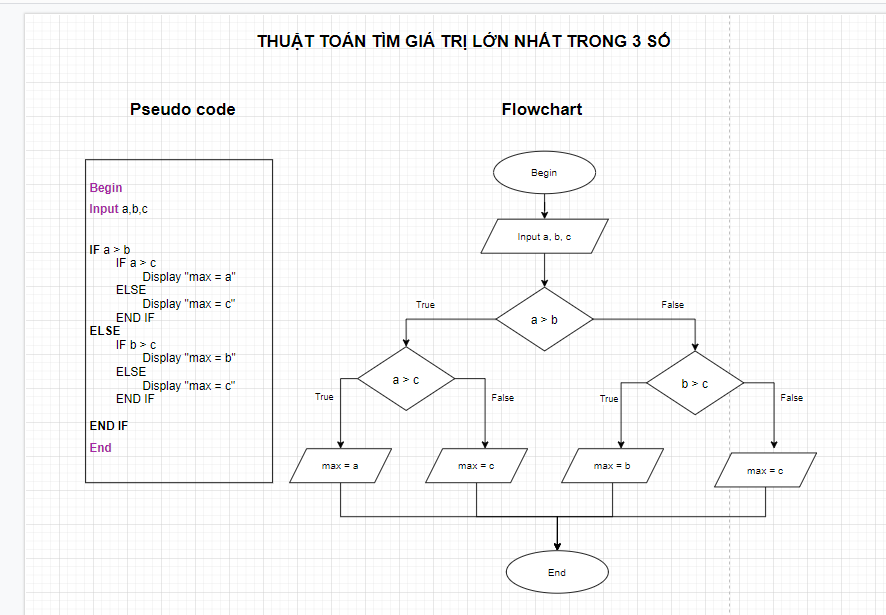 THUẬT TOÁN TÌM GIÁ TRỊ LỚN NHẤT TRONG 3 SỐ
Pseudo code
Begin
Input a,b,c
IF a > b
IF a > c
Display "max = a"
ELSE
Display "max = c"
END IF
ELSE
IF b > c
Display "max = b"
ELSE
Display "max = c"
END IF
END IF
End
Flowchart
Begin
Input a, b, c
a > b
True
False
a > c
b > c
True
False
True
False
max = a
max = c
max = b
max = c
End